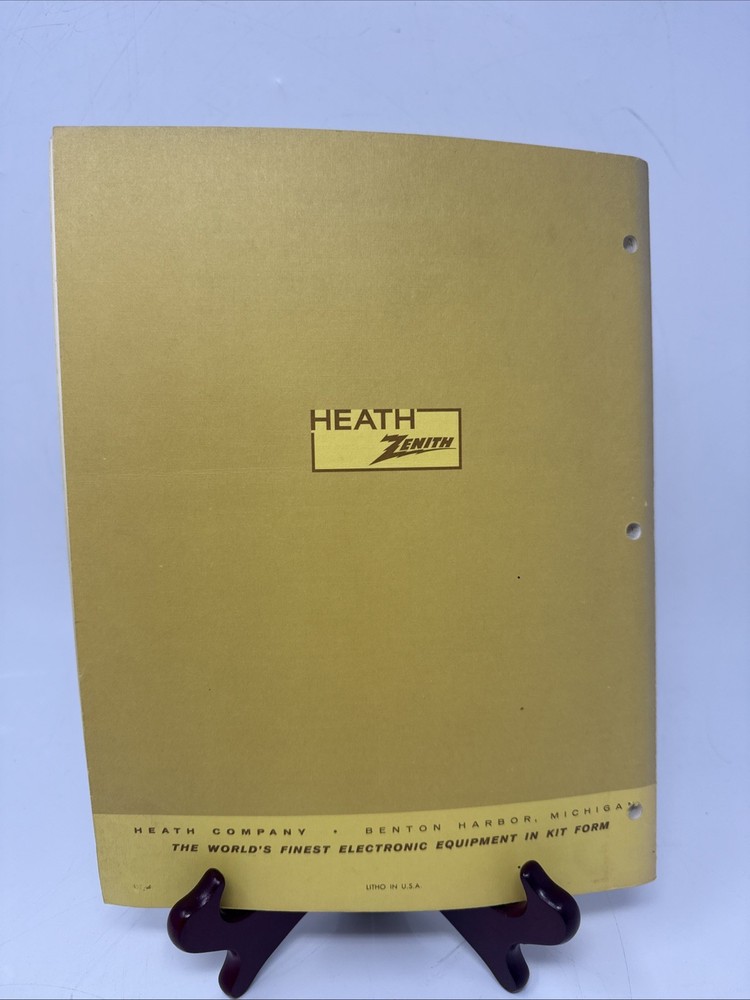 HEATH
ZENITH
HEATH COMPANY • BENTON HARBOR, MICHIGAN
THE WORLD'S FINEST ELECTRONIC EQUIPMENT IN KIT FORM
LITHO IN U.S.A.